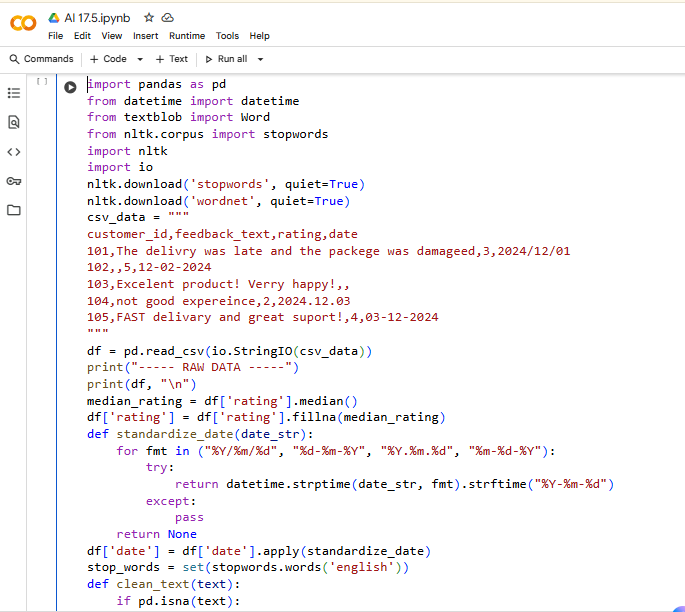 AI 17.5.ipynb
File Edit View Insert Runtime Tools Help
Commands + Code + Text Run all
[ ]
import pandas as pd
from datetime import datetime
from textblob import Word
from nltk.corpus import stopwords
import nltk
import io
nltk.download('stopwords', quiet=True)
nltk.download('wordnet', quiet=True)
csv_data = """
customer_id,feedback_text,rating,date
101,The delivry was late and the packege was damageed,3,2024/12/01
102,,5,12-02-2024
103,Excelent product! Verry happy!,,
104,not good expereince,2,2024.12.03
105,FAST delivary and great suport!,4,03-12-2024
"""
df = pd.read_csv(io.StringIO(csv_data))
print("----- RAW DATA -----")
print(df, "\n")
median_rating = df['rating'].median()
df['rating'] = df['rating'].fillna(median_rating)
def standardize_date(date_str):
    for fmt in ("%Y/%m/%d", "%d-%m-%Y", "%Y.%m.%d", "%m-%d-%Y"):
        try:
            return datetime.strptime(date_str, fmt).strftime("%Y-%m-%d")
        except:
            pass
    return None
df['date'] = df['date'].apply(standardize_date)
stop_words = set(stopwords.words('english'))
def clean_text(text):
    if pd.isna(text):